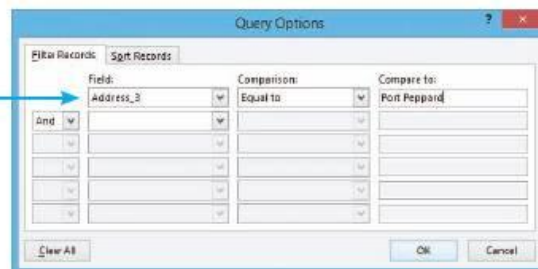 Query Options ?
Filter Records Sort Records
Field: Comparison: Compare to:
Address_3 Equal to Port Peppard
And
Clear All OK Cancel